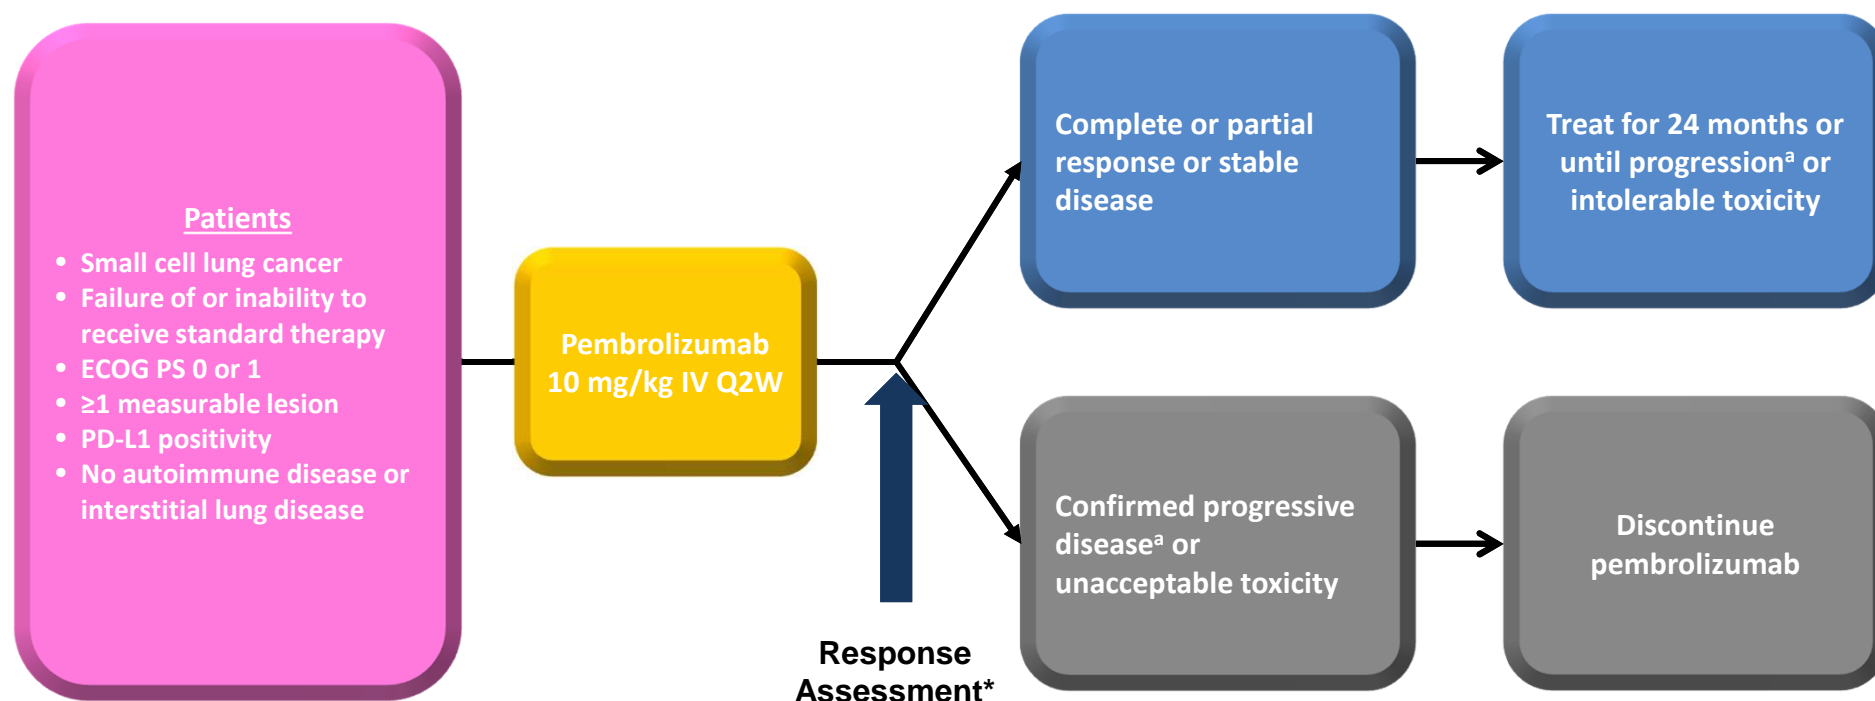 Patients
• Small cell lung cancer
• Failure of or inability to
receive standard therapy
• ECOG PS 0 or 1
• ≥1 measurable lesion
• PD-L1 positivity
• No autoimmune disease or
interstitial lung disease
Pembrolizumab
10 mg/kg IV Q2W
Response
Assessment*
Complete or partial
response or stable
disease
Treat for 24 months or
until progressionᵃ or
intolerable toxicity
Confirmed progressive
diseaseᵃ or
unacceptable toxicity
Discontinue
pembrolizumab